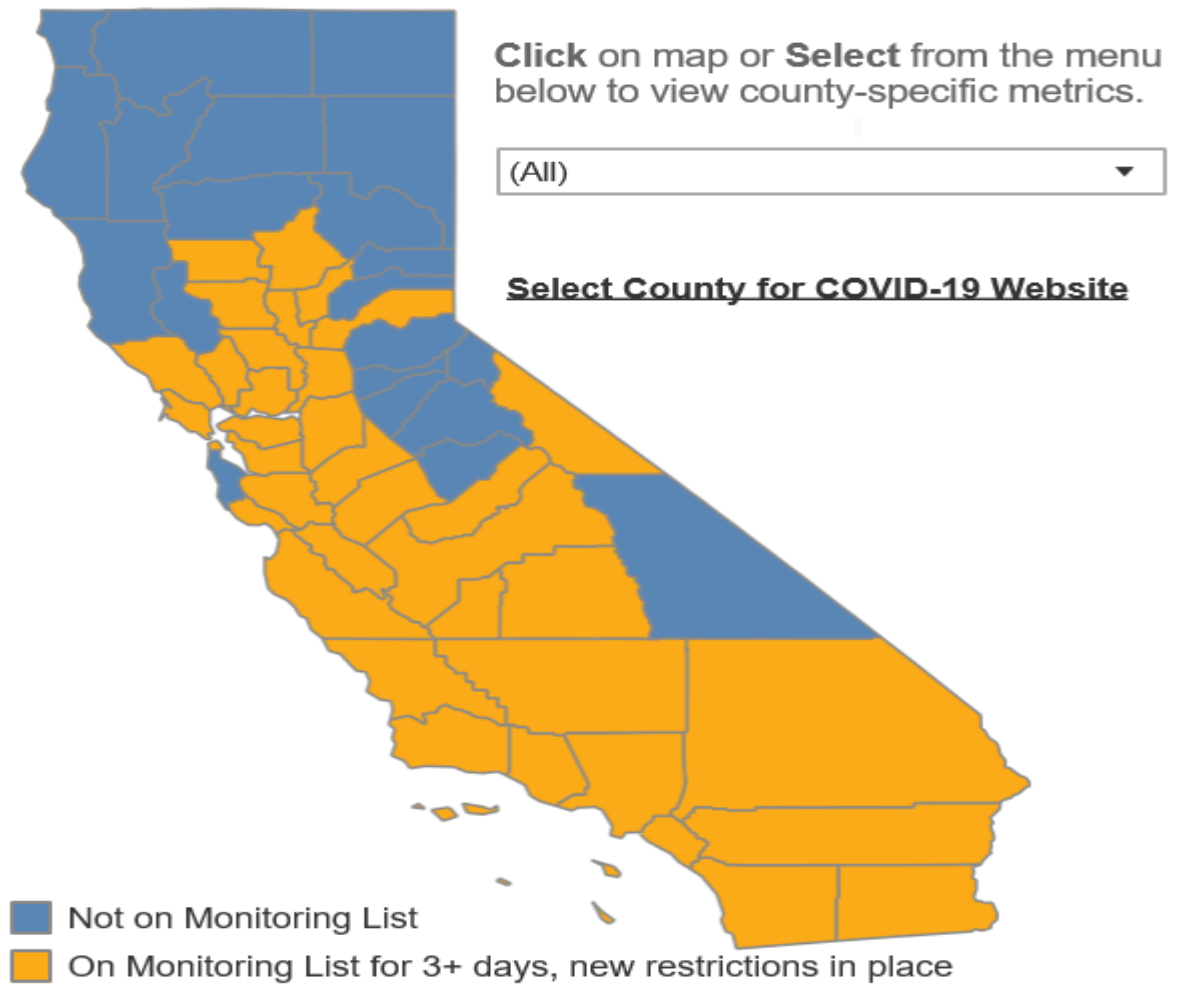 Click on map or Select from the menu
below to view county-specific metrics.
(All)
Select County for COVID-19 Website
Not on Monitoring List
On Monitoring List for 3+ days, new restrictions in place